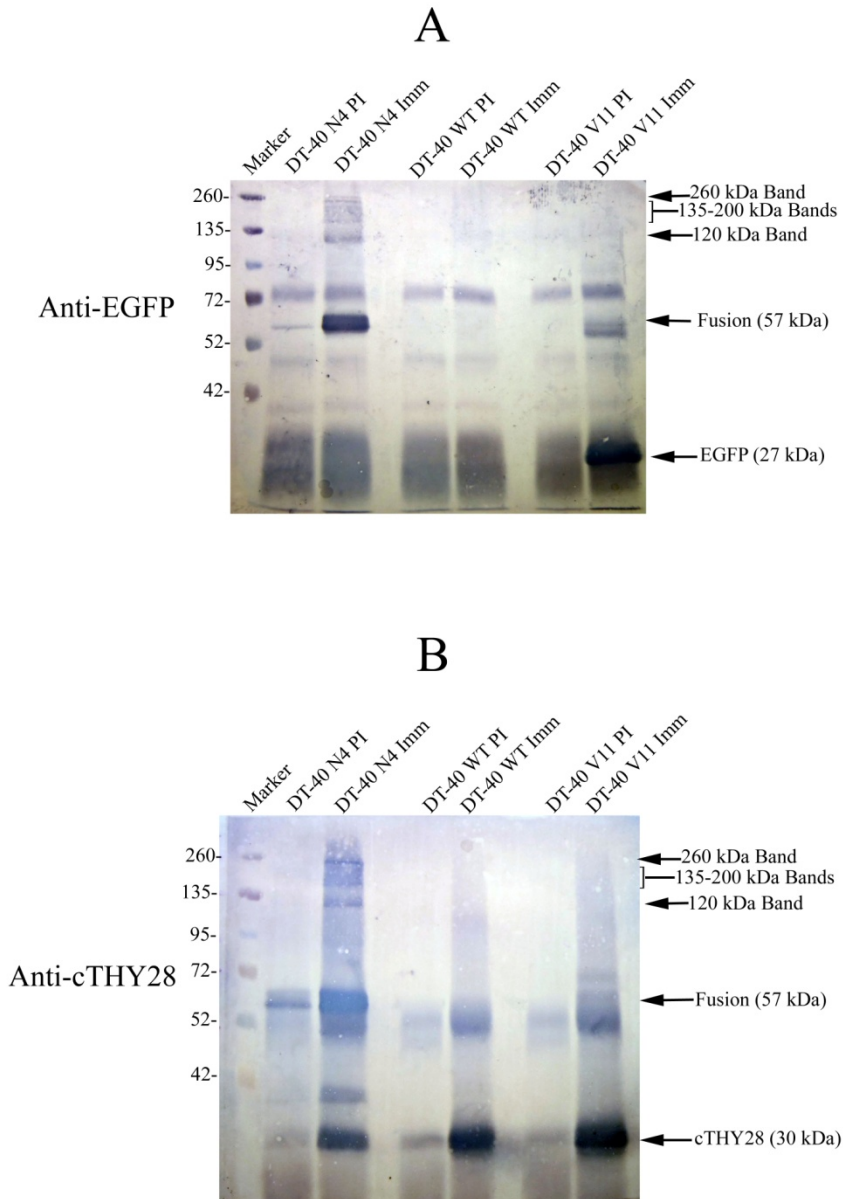 A
Marker
DT-40 N4 PI
DT-40 N4 Imm
DT-40 WT PI
DT-40 WT Imm
DT-40 V11 PI
DT-40 V11 Imm
Anti-EGFP
260-
135-
95-
72-
52-
42-
260 kDa Band
135-200 kDa Bands
120 kDa Band
Fusion (57 kDa)
EGFP (27 kDa)
B
Marker
DT-40 N4 PI
DT-40 N4 Imm
DT-40 WT PI
DT-40 WT Imm
DT-40 V11 PI
DT-40 V11 Imm
Anti-cTHY28
260-
135-
95-
72-
52-
42-
260 kDa Band
135-200 kDa Bands
120 kDa Band
Fusion (57 kDa)
cTHY28 (30 kDa)